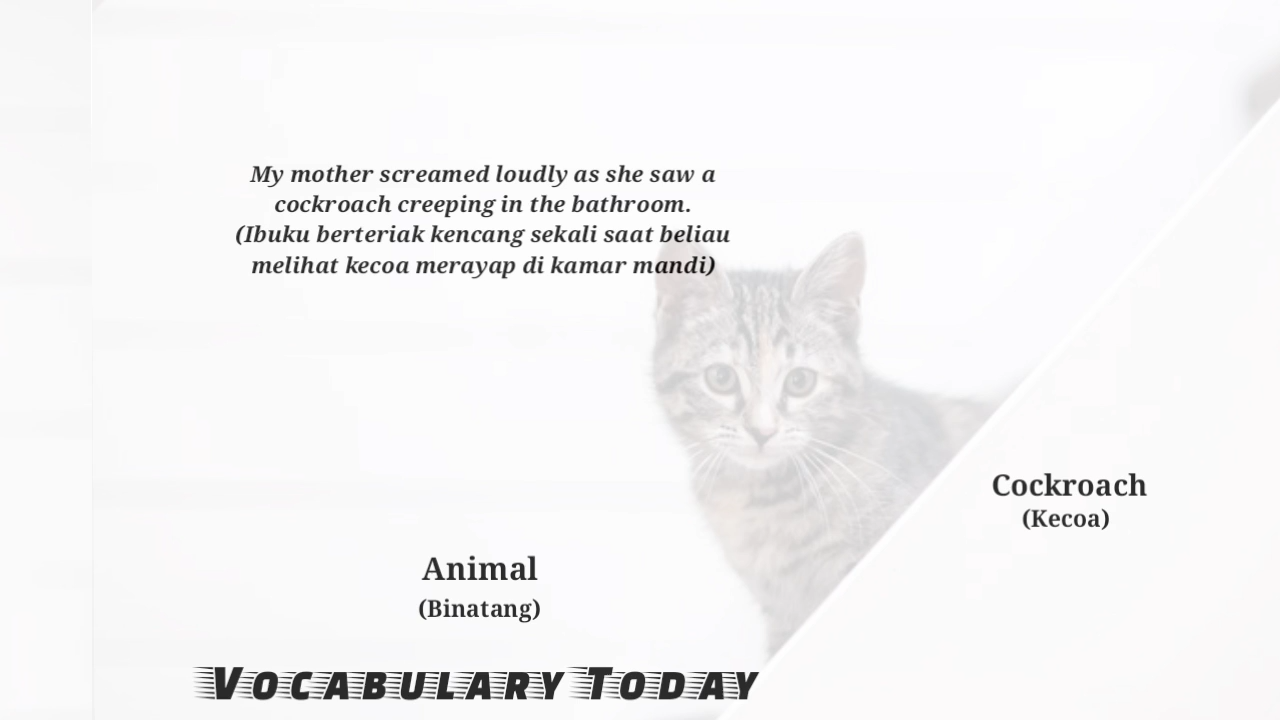 My mother screamed loudly as she saw a
cockroach creeping in the bathroom.
(Ibuku berteriak kencang sekali saat beliau
melihat kecoa merayap di kamar mandi)
Cockroach
(Kecoa)
Animal
(Binatang)
Vocabulary Today